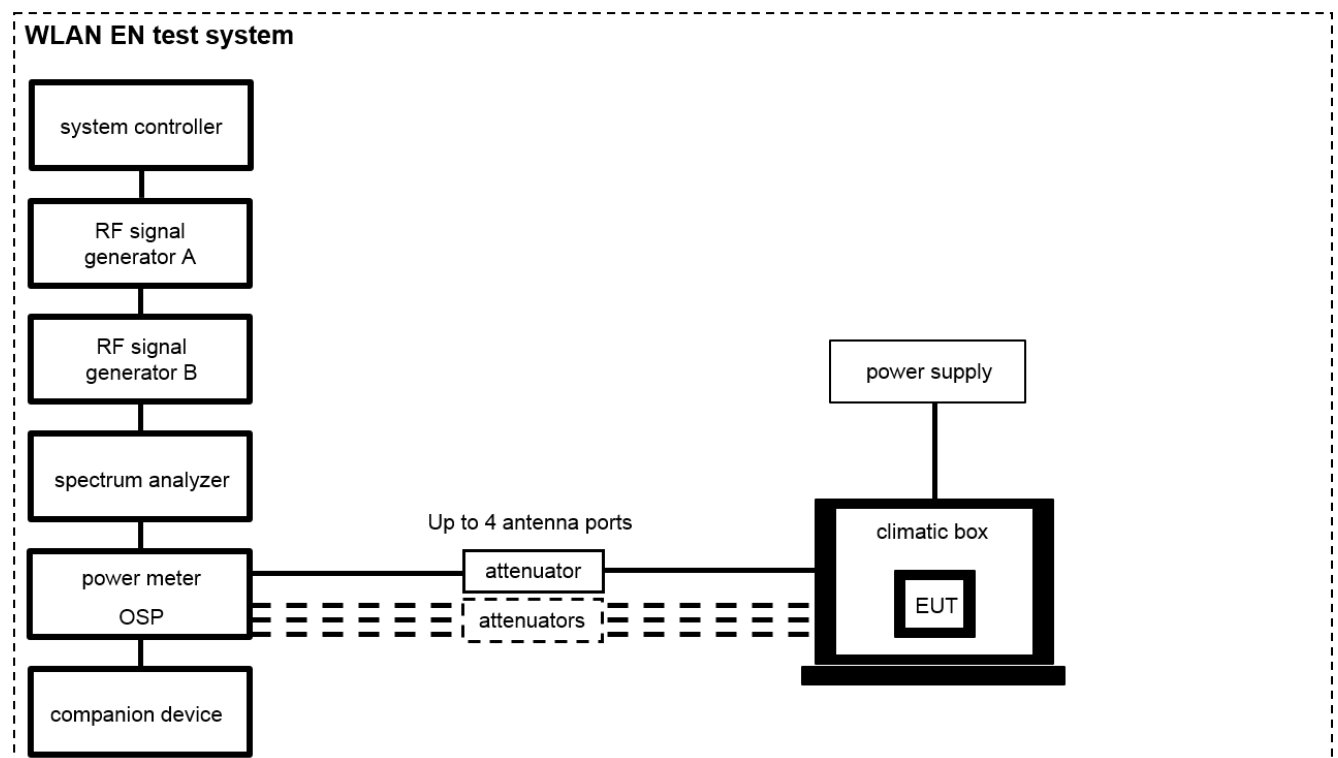 WLAN EN test system
system controller
RF signal
generator A
RF signal
generator B
power supply
spectrum analyzer
Up to 4 antenna ports
climatic box
power meter
attenuator
OSP
attenuators
EUT
companion device